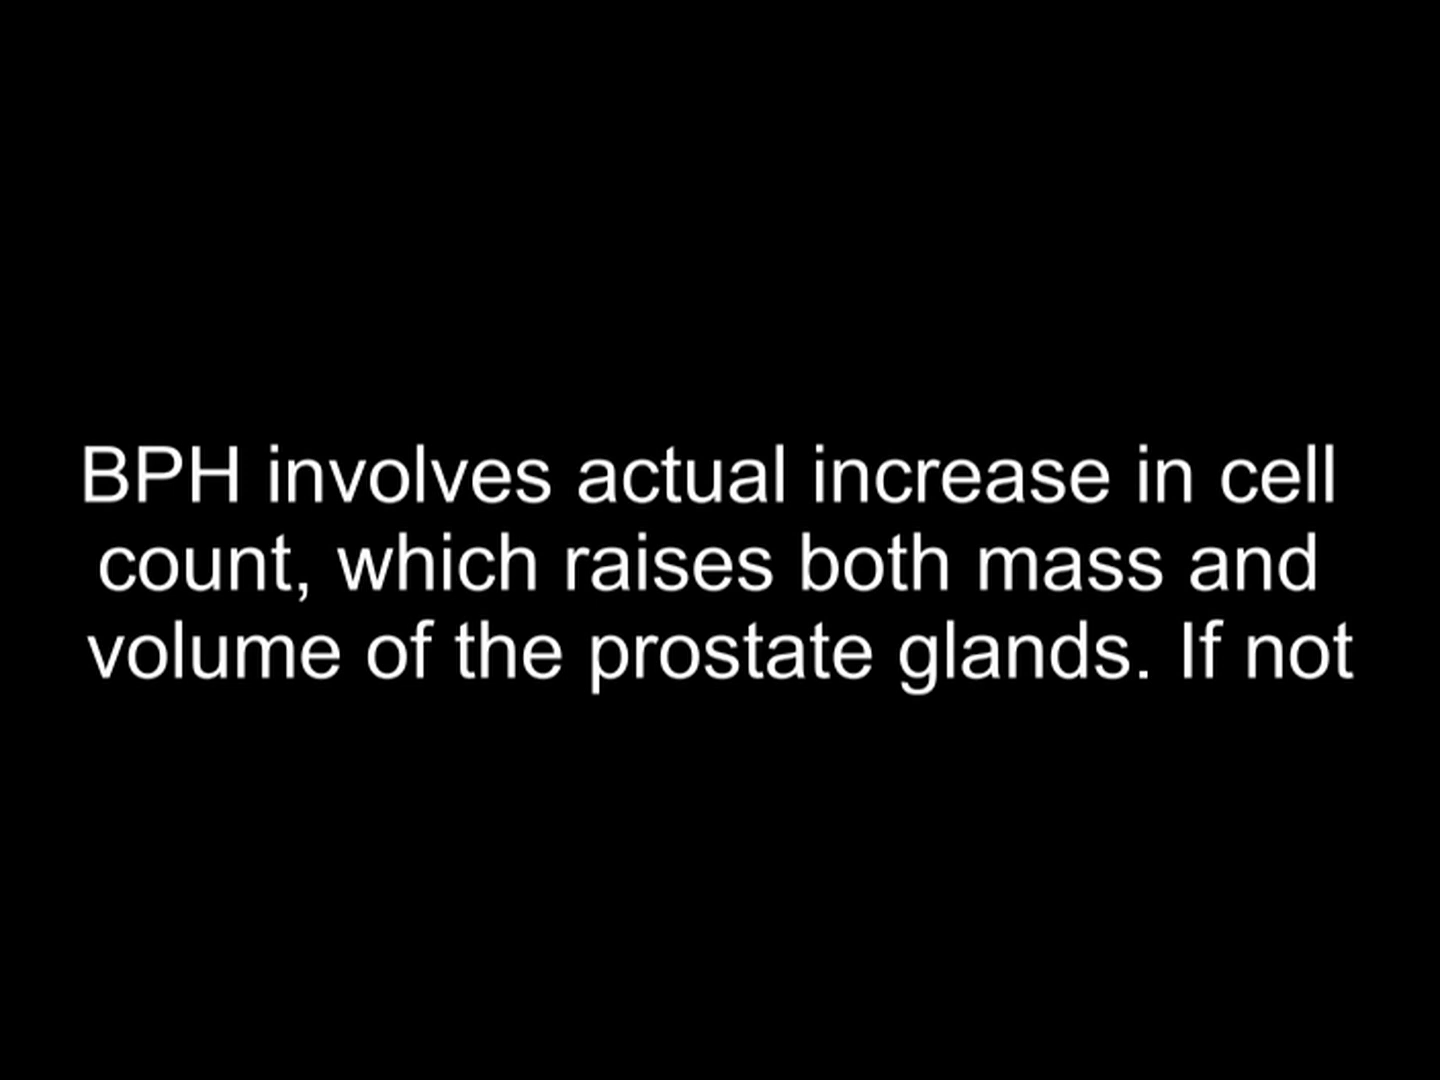 BPH involves actual increase in cell
count, which raises both mass and
volume of the prostate glands. If not